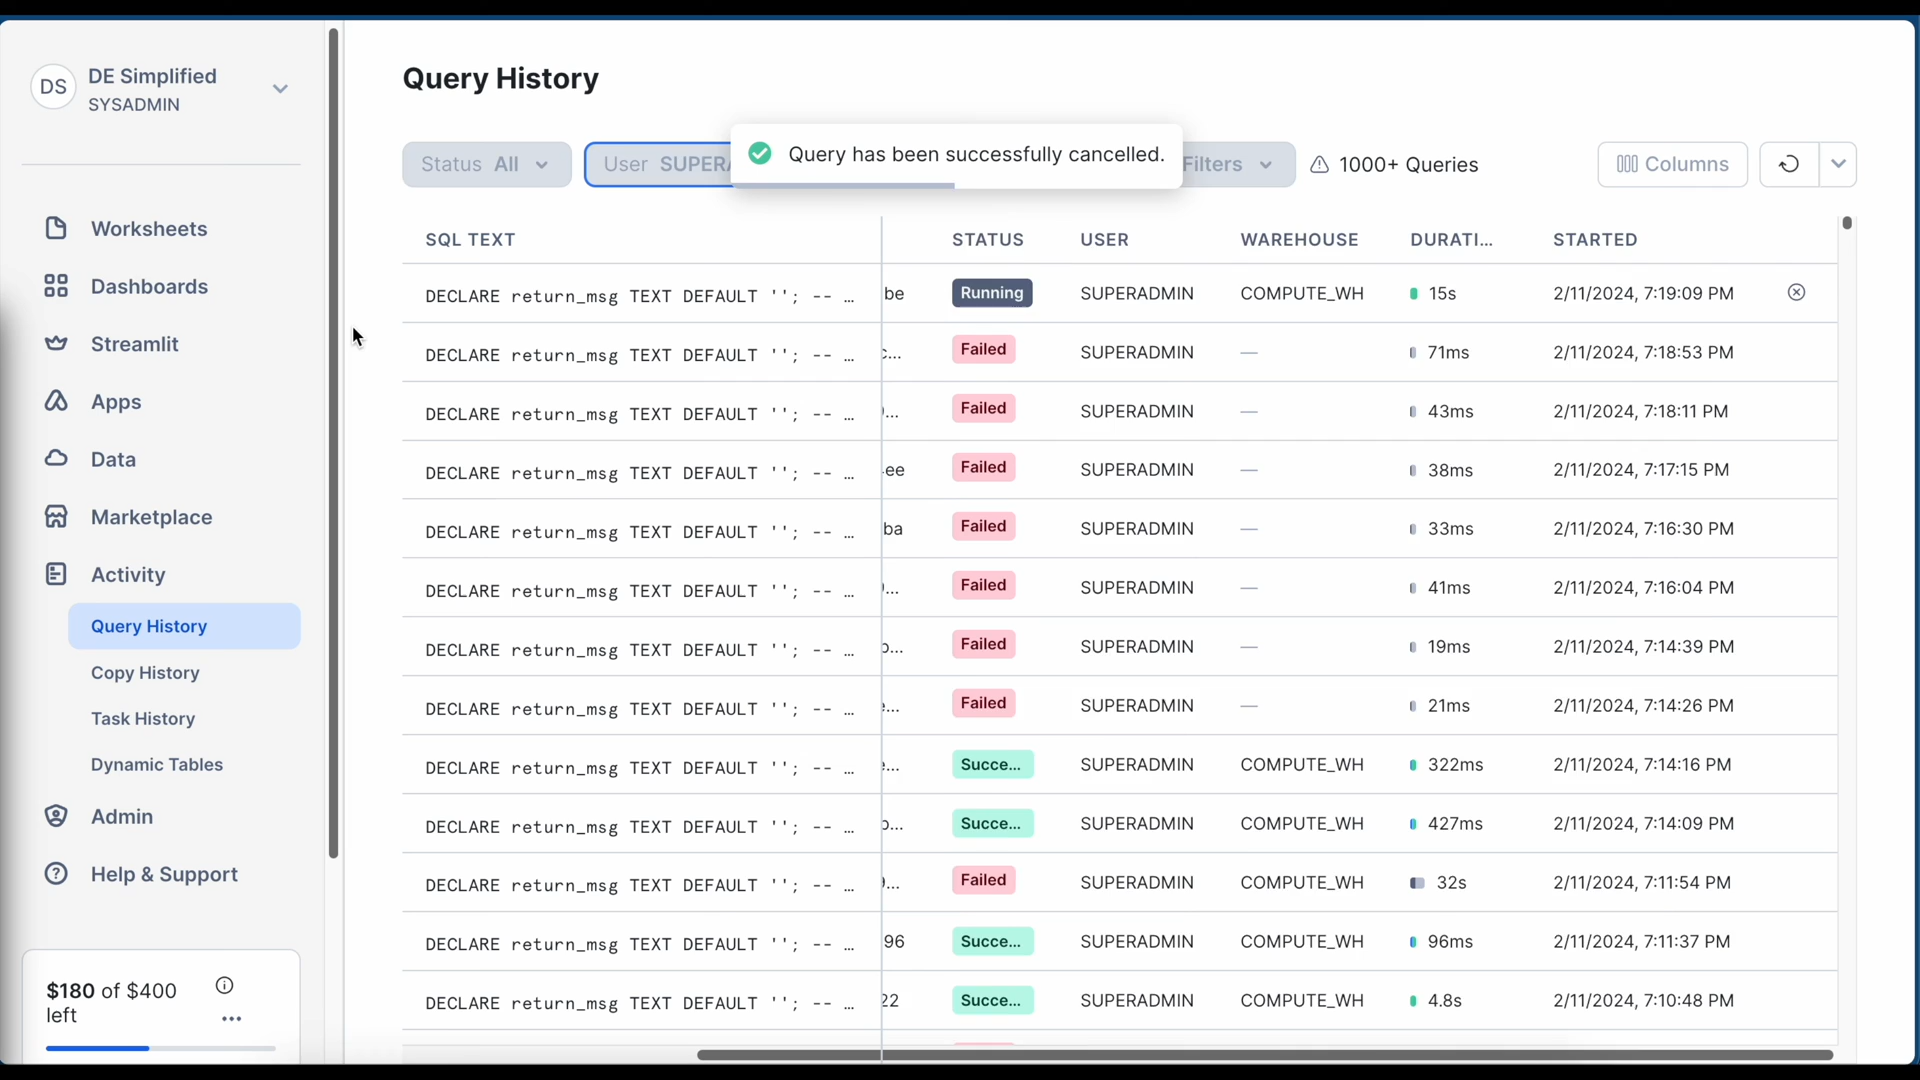 DS
DE Simplified
SYSADMIN
Worksheets
Dashboards
Streamlit
Apps
Data
Marketplace
Activity
Query History
Copy History
Task History
Dynamic Tables
Admin
Help & Support
$180 of $400
left
Query History
Status All
User SUPERA
Query has been successfully cancelled.
Filters
1000+ Queries
Columns
SQL TEXT STATUS USER WAREHOUSE DURATI... STARTED
DECLARE return_msg TEXT DEFAULT ''; -- … be Running SUPERADMIN COMPUTE_WH 15s 2/11/2024, 7:19:09 PM
DECLARE return_msg TEXT DEFAULT ''; -- … c... Failed SUPERADMIN — 71ms 2/11/2024, 7:18:53 PM
DECLARE return_msg TEXT DEFAULT ''; -- … ... Failed SUPERADMIN — 43ms 2/11/2024, 7:18:11 PM
DECLARE return_msg TEXT DEFAULT ''; -- … ee Failed SUPERADMIN — 38ms 2/11/2024, 7:17:15 PM
DECLARE return_msg TEXT DEFAULT ''; -- … ba Failed SUPERADMIN — 33ms 2/11/2024, 7:16:30 PM
DECLARE return_msg TEXT DEFAULT ''; -- … ... Failed SUPERADMIN — 41ms 2/11/2024, 7:16:04 PM
DECLARE return_msg TEXT DEFAULT ''; -- … ... Failed SUPERADMIN — 19ms 2/11/2024, 7:14:39 PM
DECLARE return_msg TEXT DEFAULT ''; -- … e... Failed SUPERADMIN — 21ms 2/11/2024, 7:14:26 PM
DECLARE return_msg TEXT DEFAULT ''; -- … e... Succe... SUPERADMIN COMPUTE_WH 322ms 2/11/2024, 7:14:16 PM
DECLARE return_msg TEXT DEFAULT ''; -- … ... Succe... SUPERADMIN COMPUTE_WH 427ms 2/11/2024, 7:14:09 PM
DECLARE return_msg TEXT DEFAULT ''; -- … ... Failed SUPERADMIN COMPUTE_WH 32s 2/11/2024, 7:11:54 PM
DECLARE return_msg TEXT DEFAULT ''; -- … 96 Succe... SUPERADMIN COMPUTE_WH 96ms 2/11/2024, 7:11:37 PM
DECLARE return_msg TEXT DEFAULT ''; -- … 22 Succe... SUPERADMIN COMPUTE_WH 4.8s 2/11/2024, 7:10:48 PM